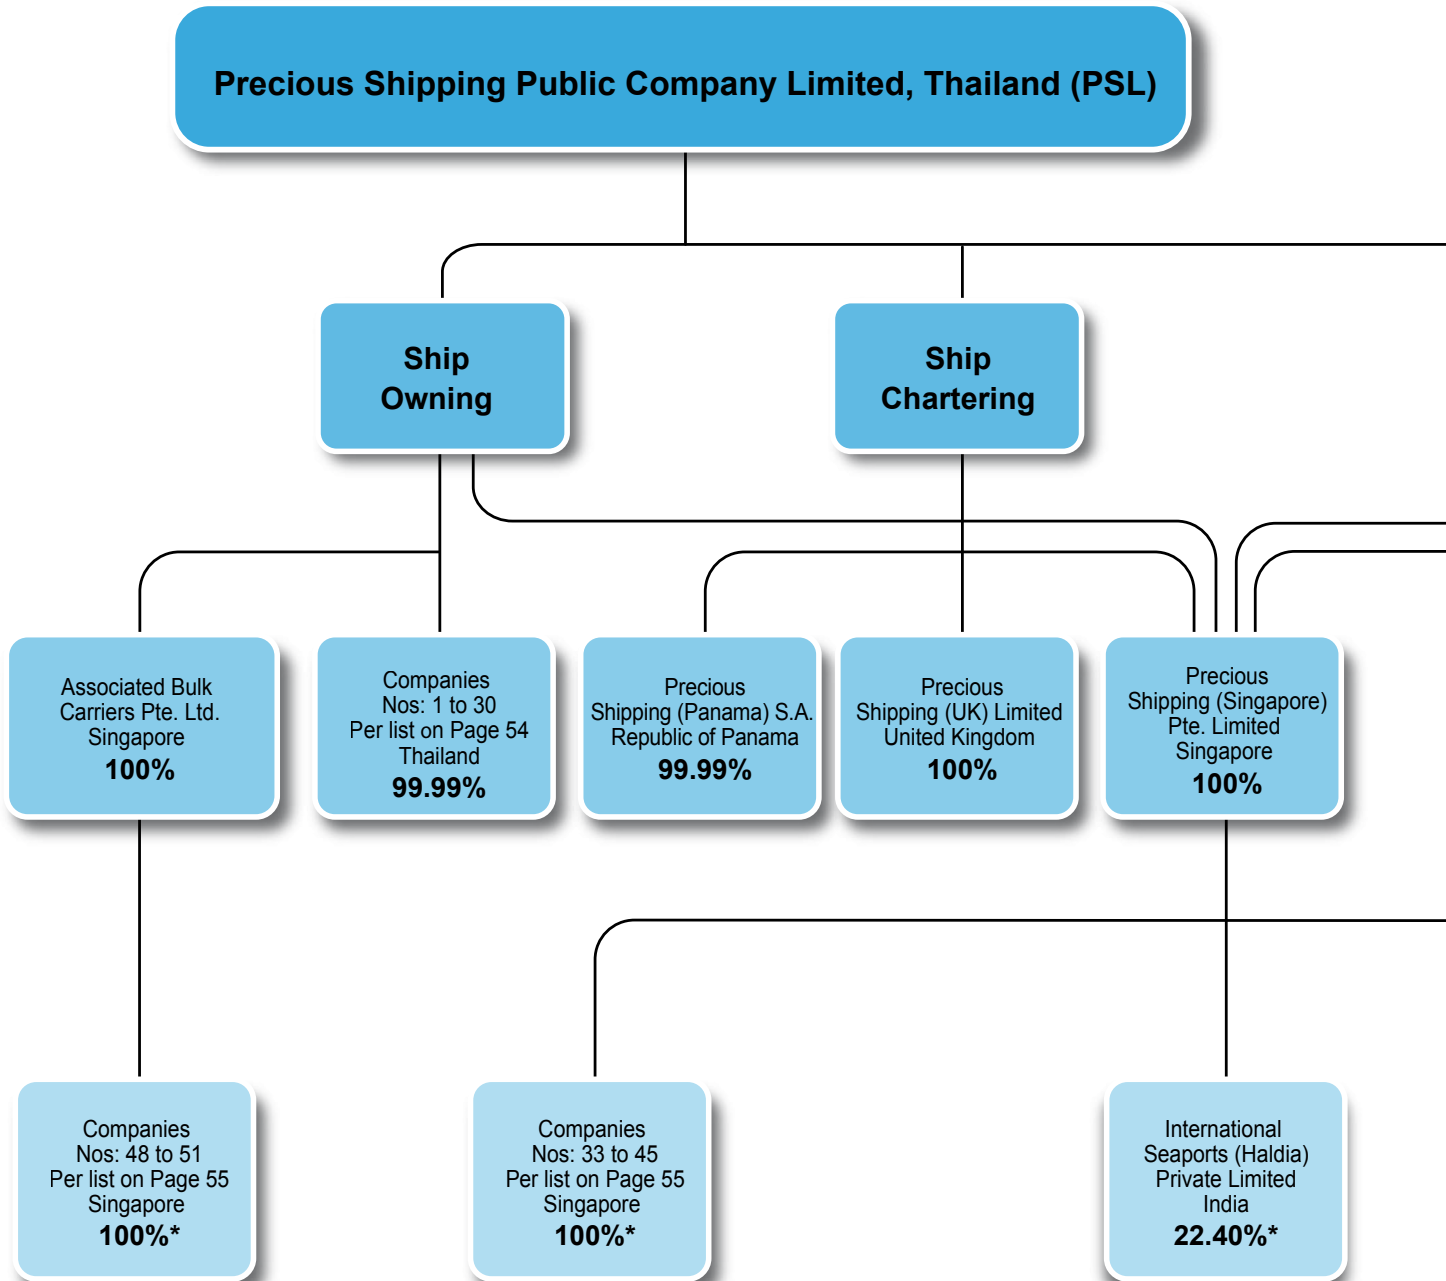 Precious Shipping Public Company Limited, Thailand (PSL)
Ship
Owning
Ship
Chartering
Associated Bulk
Carriers Pte. Ltd.
Singapore
100%
Companies
Nos: 1 to 30
Per list on Page 54
Thailand
99.99%
Precious
Shipping (Panama) S.A.
Republic of Panama
99.99%
Precious
Shipping (UK) Limited
United Kingdom
100%
Precious
Shipping (Singapore)
Pte. Limited
Singapore
100%
Companies
Nos: 48 to 51
Per list on Page 55
Singapore
100%*
Companies
Nos: 33 to 45
Per list on Page 55
Singapore
100%*
International
Seaports (Haldia)
Private Limited
India
22.40%*